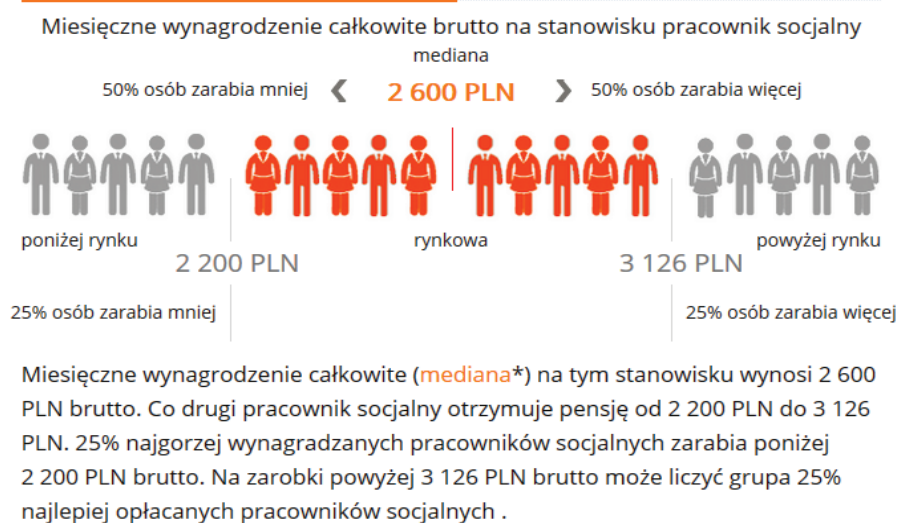 Miesięczne wynagrodzenie całkowite brutto na stanowisku pracownik socjalny
mediana
50% osób zarabia mniej
2 600 PLN
50% osób zarabia więcej
poniżej rynku
rynkowa
powyżej rynku
2 200 PLN
3 126 PLN
25% osób zarabia mniej
25% osób zarabia więcej
Miesięczne wynagrodzenie całkowite (mediana*) na tym stanowisku wynosi 2 600
PLN brutto. Co drugi pracownik socjalny otrzymuje pensję od 2 200 PLN do 3 126
PLN. 25% najgorzej wynagradzanych pracowników socjalnych zarabia poniżej
2 200 PLN brutto. Na zarobki powyżej 3 126 PLN brutto może liczyć grupa 25%
najlepiej opłacanych pracowników socjalnych .